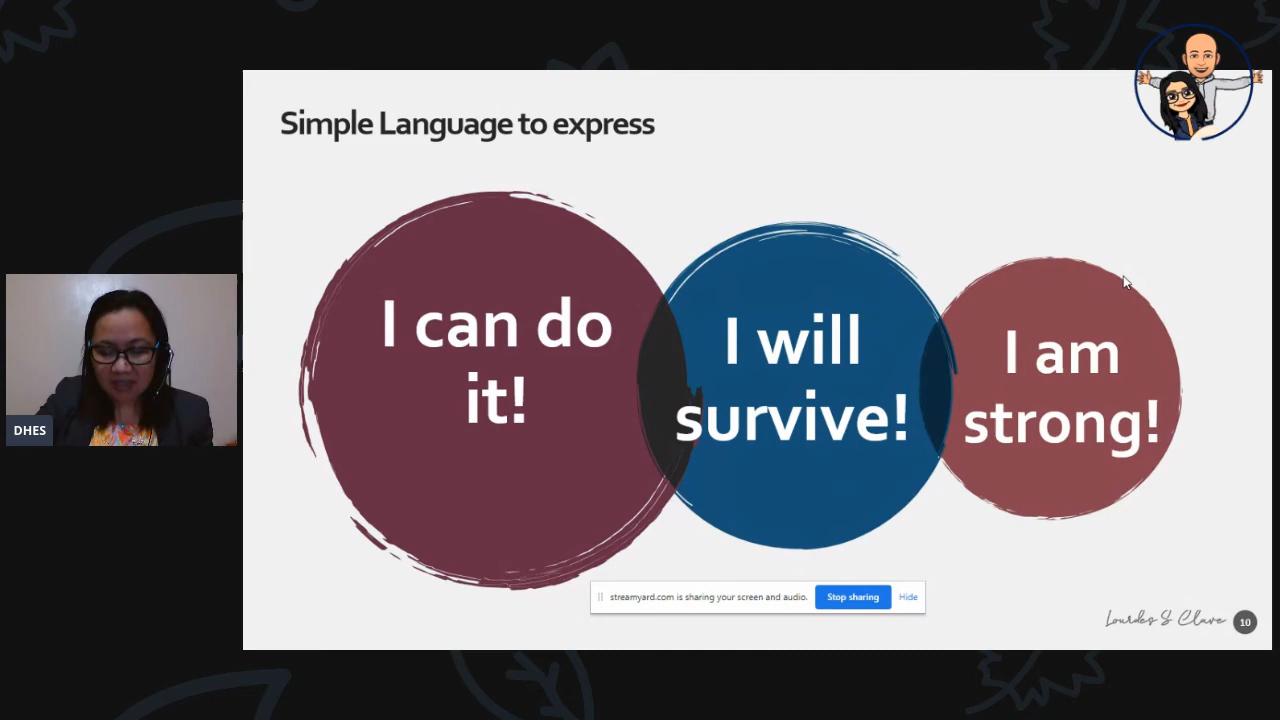 Simple Language to express
I can do
it!
I will
survive!
I am
strong!
DHES
streamyard.com is sharing your screen and audio.
Stop sharing
Hide
Lourdes S Clave
10